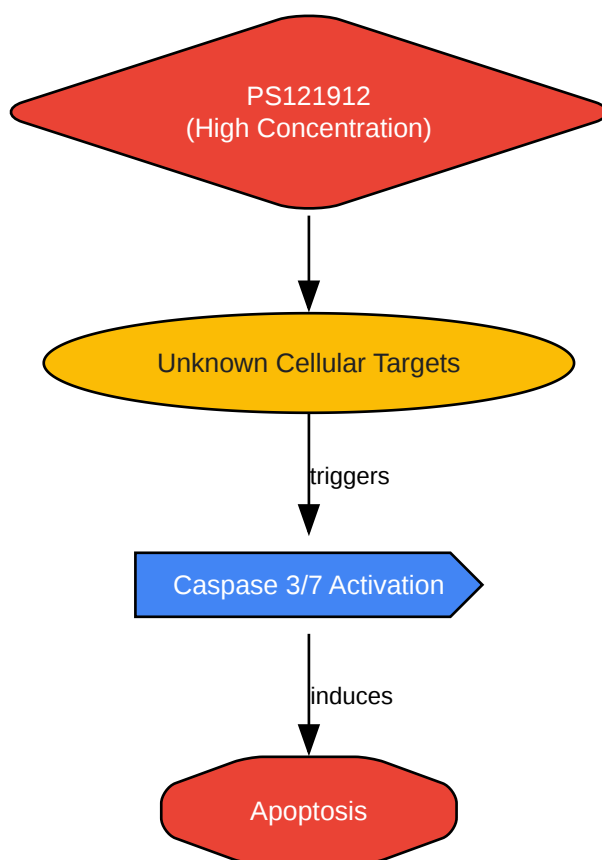 PS121912
(High Concentration)
Unknown Cellular Targets
triggers
Caspase 3/7 Activation
induces
Apoptosis